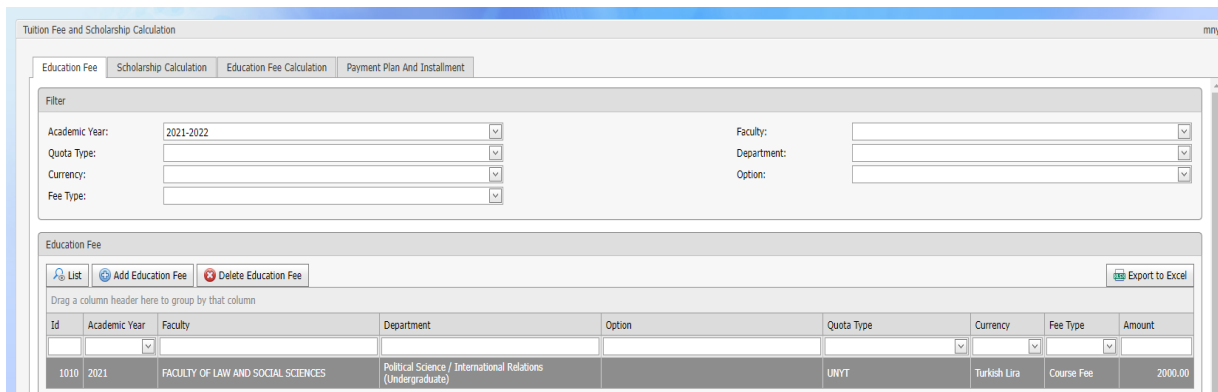 Tuition Fee and Scholarship Calculation
mny
Education Fee
Scholarship Calculation
Education Fee Calculation
Payment Plan And Installment
Filter
Academic Year: 2021-2022
Faculty:
Quota Type:
Department:
Currency:
Option:
Fee Type:
Education Fee
List
Add Education Fee
Delete Education Fee
Export to Excel
Drag a column header here to group by that column
Id Academic Year Faculty Department Option Quota Type Currency Fee Type Amount
1010 2021 FACULTY OF LAW AND SOCIAL SCIENCES Political Science / International Relations (Undergraduate) UNYT Turkish Lira Course Fee 2000.00